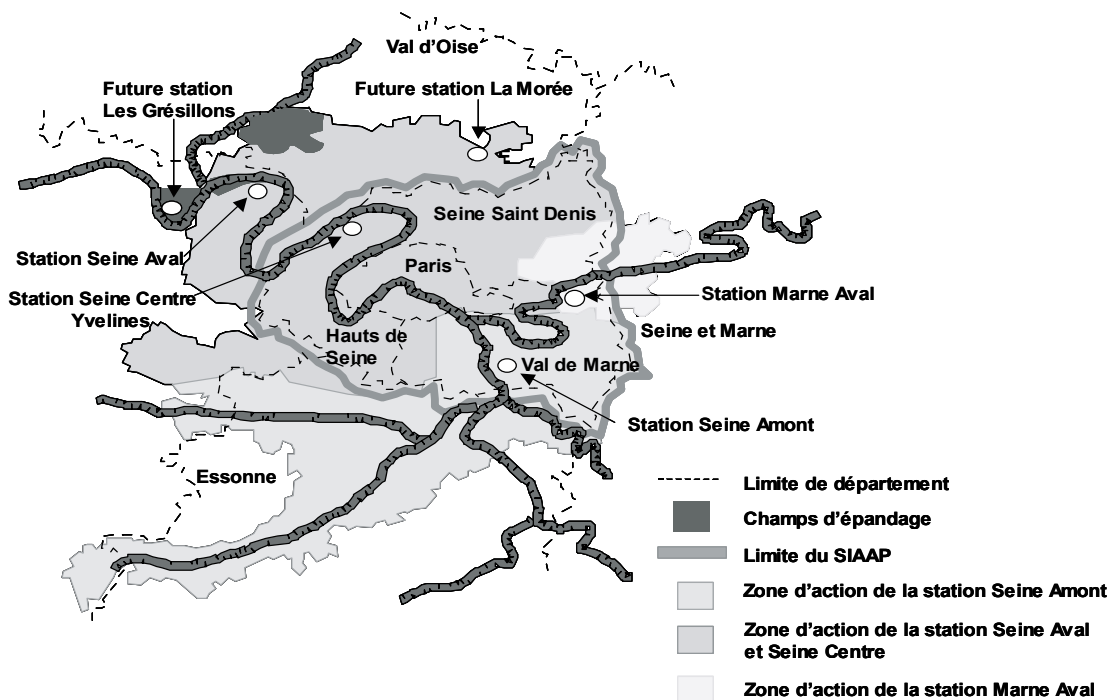 Val d'Oise
Future station
Les Grésillons
Future station La Morée
Seine Saint Denis
Station Seine Aval
Paris
Station Seine Centre
Yvelines
Station Marne Aval
Hauts de
Seine
Seine et Marne
Val de Marne
Station Seine Amont
Essonne
Limite de département
Champs d'épandage
Limite du SIAAP
Zone d'action de la station Seine Amont
Zone d'action de la station Seine Aval
et Seine Centre
Zone d'action de la station Marne Aval